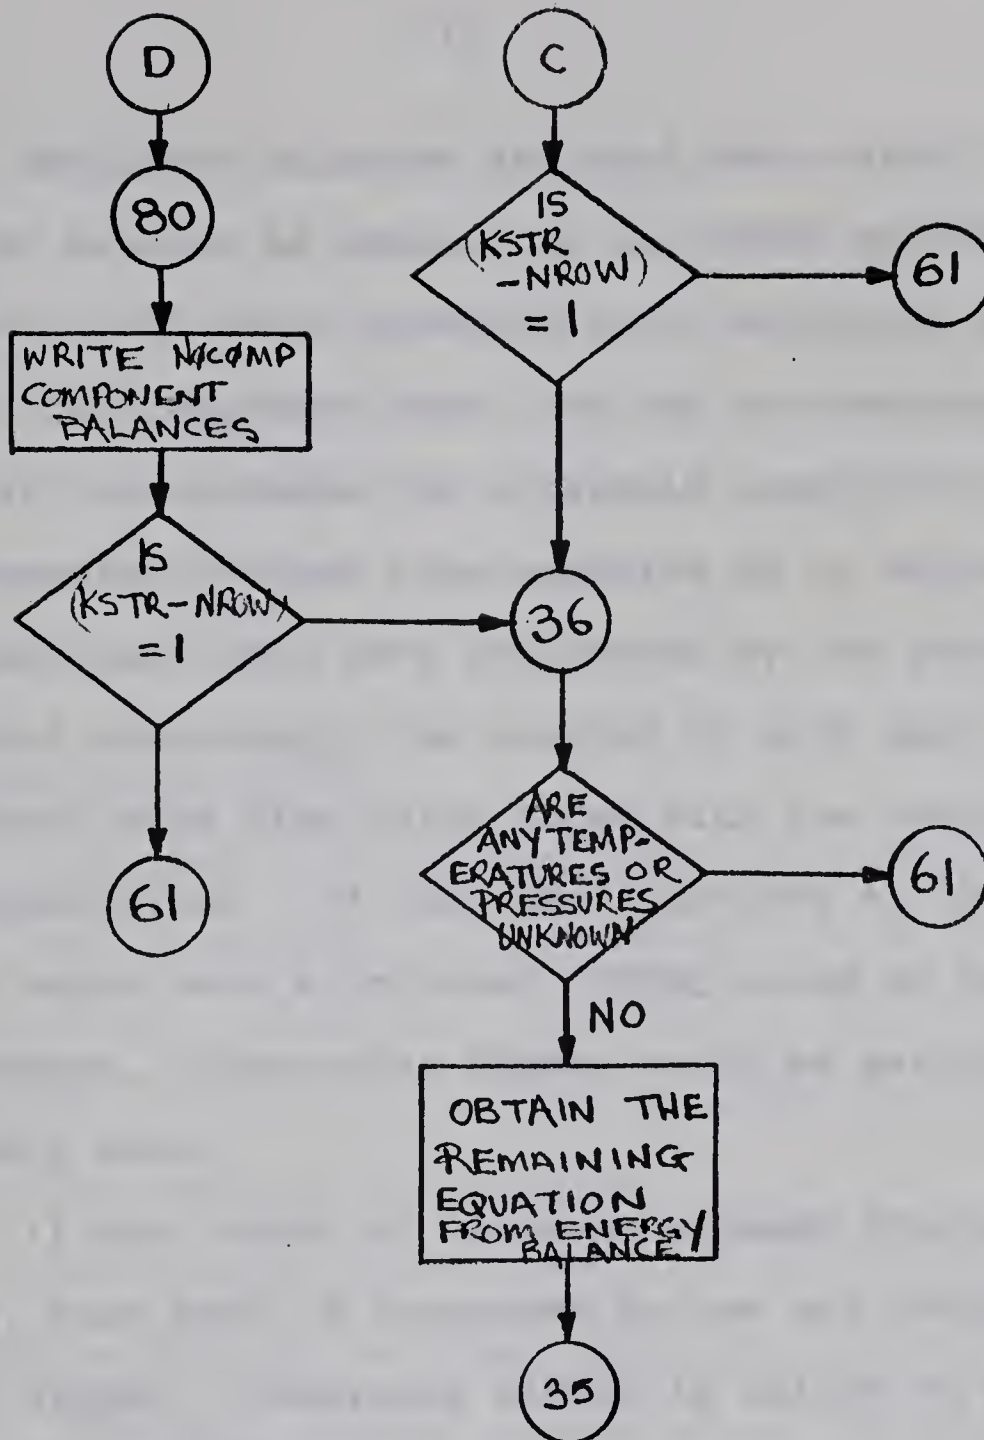 D
80
WRITE NØCØMP
COMPONENT
BALANCES
IS
(KSTR-NROW)
=1
61
C
IS
(KSTR
-NROW)
=1
61
36
ARE
ANY TEMP-
ERATURES OR
PRESSURES
UNKNOWN
61
NO
OBTAIN THE
REMAINING
EQUATION
FROM ENERGY
BALANCE
35